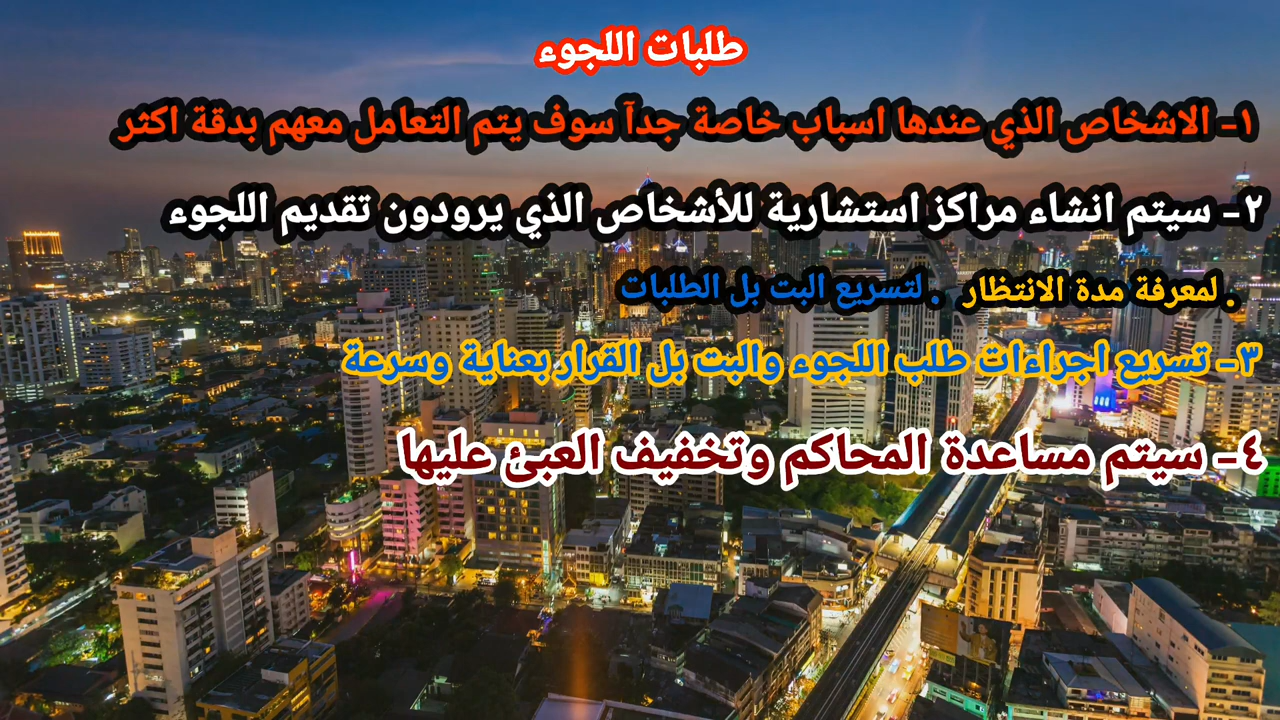 طلبات اللجوء
١- الاشخاص الذي عندها اسباب خاصة جدآ سوف يتم التعامل معهم بدقة اكثر
٢- سيتم انشاء مراكز استشارية للأشخاص الذي يرودون تقديم اللجوء
. لمعرفة مدة الانتظار . لتسريع البت بل الطلبات
٣- تسريع اجراءات طلب اللجوء والبت بل القرار بعناية وسرعة
٤- سيتم مساعدة المحاكم وتخفيف العبئ عليها